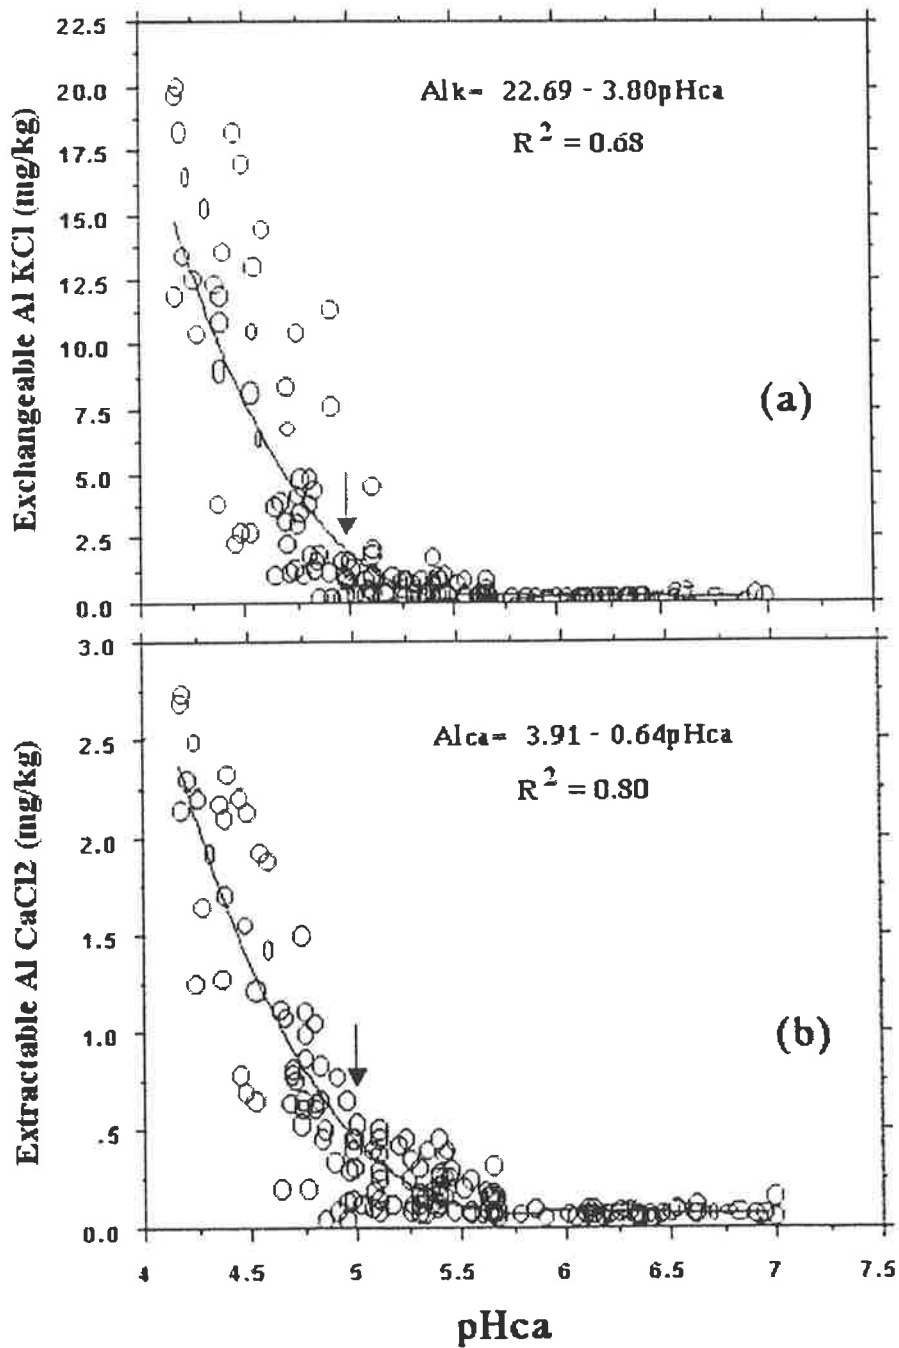 22.5
20.0
17.5
15.0
12.5
10.0
7.5
5.0
2.5
0.0
Exchangeable Al KCl (mg/kg)
Alk= 22.69 - 3.80pHca
R2 = 0.68
(a)
3.0
2.5
2.0
1.5
1.0
.5
0.0
Extractable Al CaCl2 (mg/kg)
Alca= 3.91 - 0.64pHca
R2 = 0.80
(b)
4 4.5 5 5.5 6 6.5 7 7.5
pHca